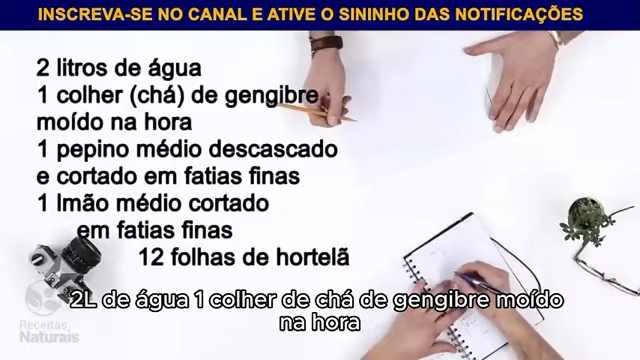 INSCREVA-SE NO CANAL E ATIVE O SININHO DAS NOTIFICAÇÕES
2 litros de água
1 colher (chá) de gengibre
moído na hora
1 pepino médio descascado
e cortado em fatias finas
1 lmão médio cortado
em fatias finas
12 folhas de hortelã
2L de água 1 colher de chá de gengibre moído
na hora
Receitas
Naturais